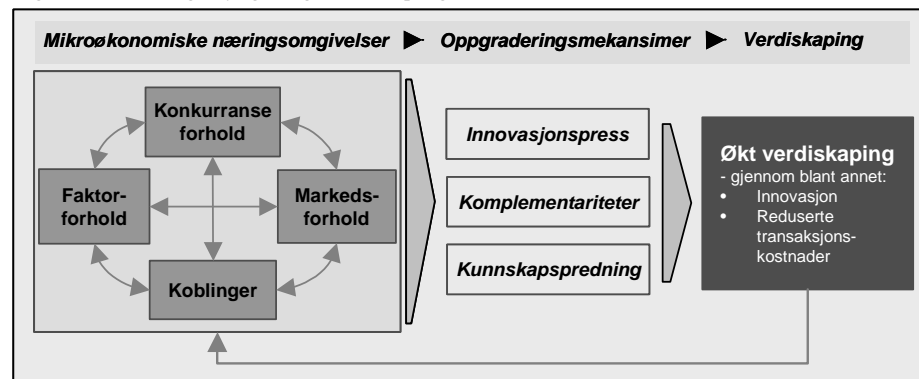 Mikroøkonomiske næringsomgivelser
Oppgraderingsmekansimer
Verdiskaping
Konkurranse
forhold
Faktor-
forhold
Markeds-
forhold
Koblinger
Innovasjonspress
Komplementariteter
Kunnskapspredning
Økt verdiskaping
- gjennom blant annet:
• Innovasjon
• Reduserte
transaksjons-
kostnader